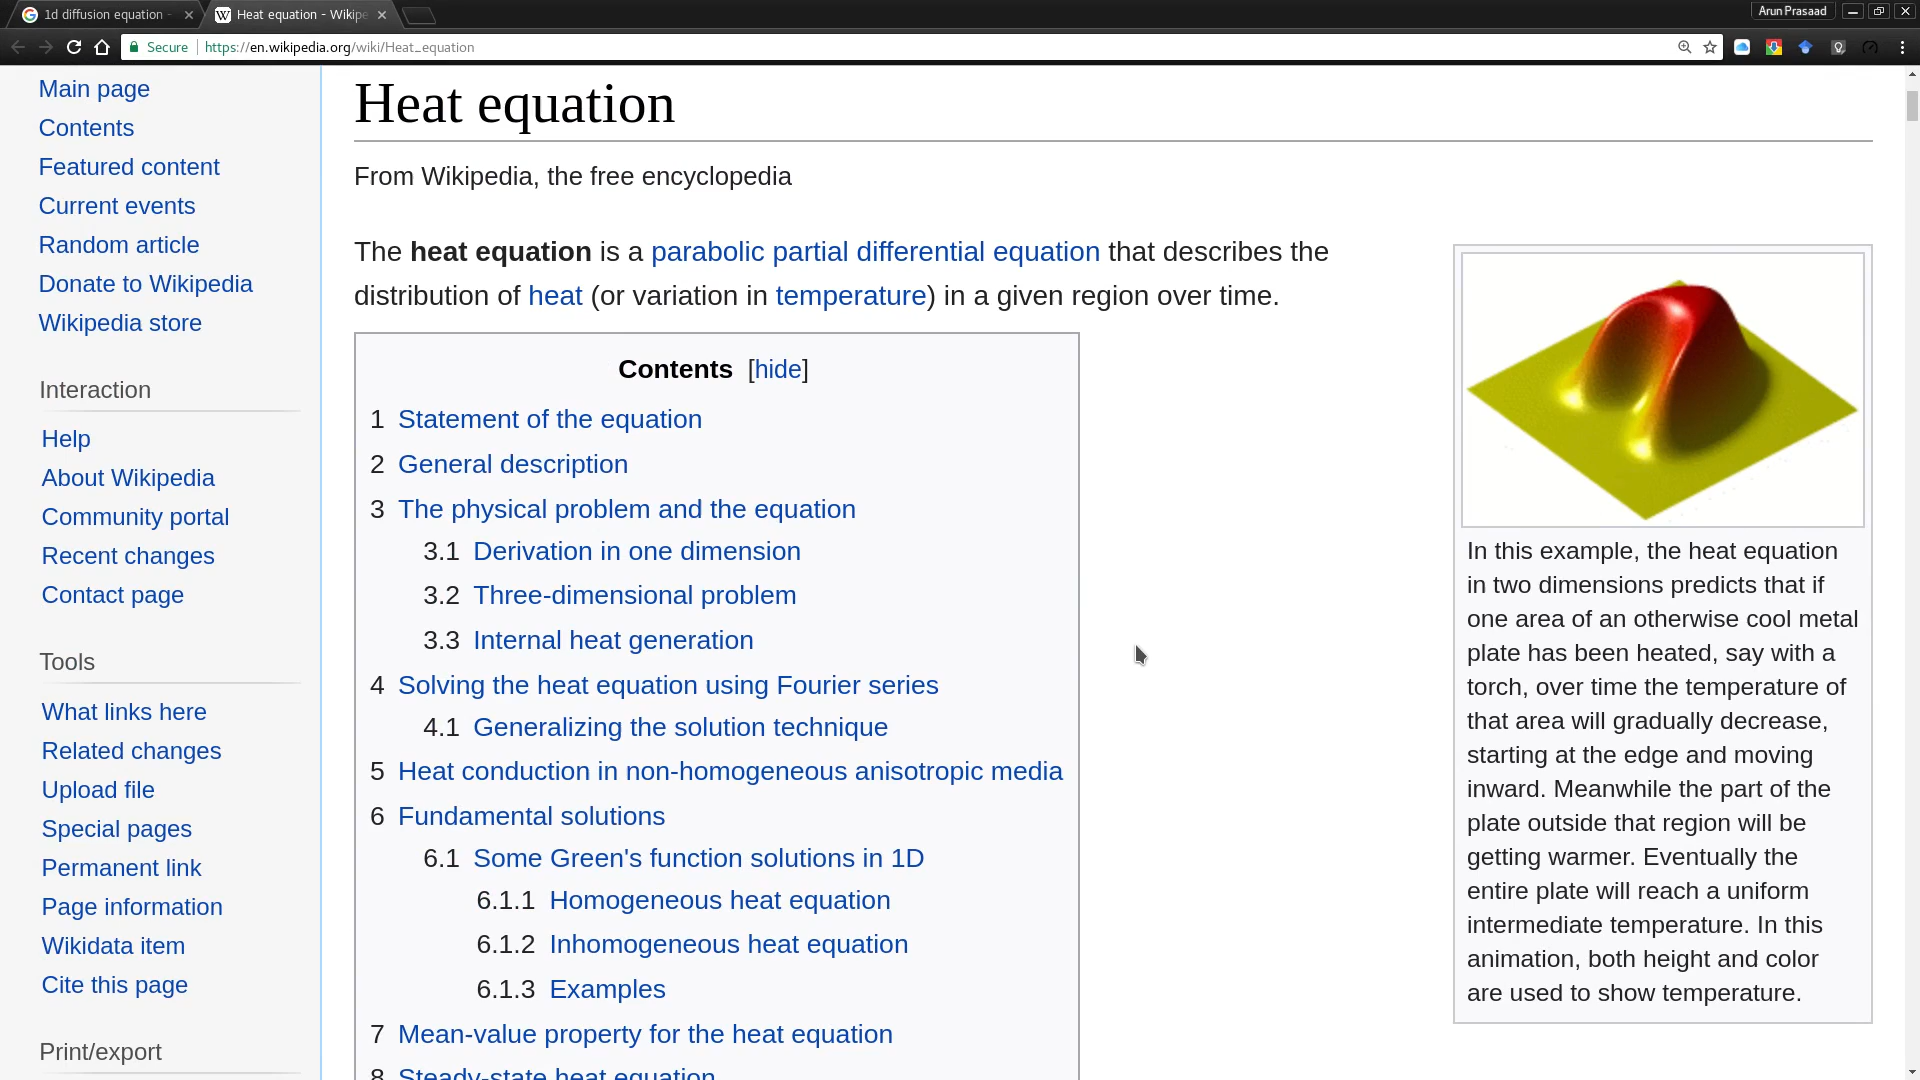 1d diffusion equation -
Heat equation - Wikipe
Arun Prasaad
Secure
https://en.wikipedia.org/wiki/Heat_equation
Main page
Contents
Featured content
Current events
Random article
Donate to Wikipedia
Wikipedia store
Interaction
Help
About Wikipedia
Community portal
Recent changes
Contact page
Tools
What links here
Related changes
Upload file
Special pages
Permanent link
Page information
Wikidata item
Cite this page
Print/export
Heat equation
From Wikipedia, the free encyclopedia
The heat equation is a parabolic partial differential equation that describes the
distribution of heat (or variation in temperature) in a given region over time.
Contents [hide]
1 Statement of the equation
2 General description
3 The physical problem and the equation
3.1 Derivation in one dimension
3.2 Three-dimensional problem
3.3 Internal heat generation
4 Solving the heat equation using Fourier series
4.1 Generalizing the solution technique
5 Heat conduction in non-homogeneous anisotropic media
6 Fundamental solutions
6.1 Some Green's function solutions in 1D
6.1.1 Homogeneous heat equation
6.1.2 Inhomogeneous heat equation
6.1.3 Examples
7 Mean-value property for the heat equation
8 Steady-state heat equation
In this example, the heat equation
in two dimensions predicts that if
one area of an otherwise cool metal
plate has been heated, say with a
torch, over time the temperature of
that area will gradually decrease,
starting at the edge and moving
inward. Meanwhile the part of the
plate outside that region will be
getting warmer. Eventually the
entire plate will reach a uniform
intermediate temperature. In this
animation, both height and color
are used to show temperature.